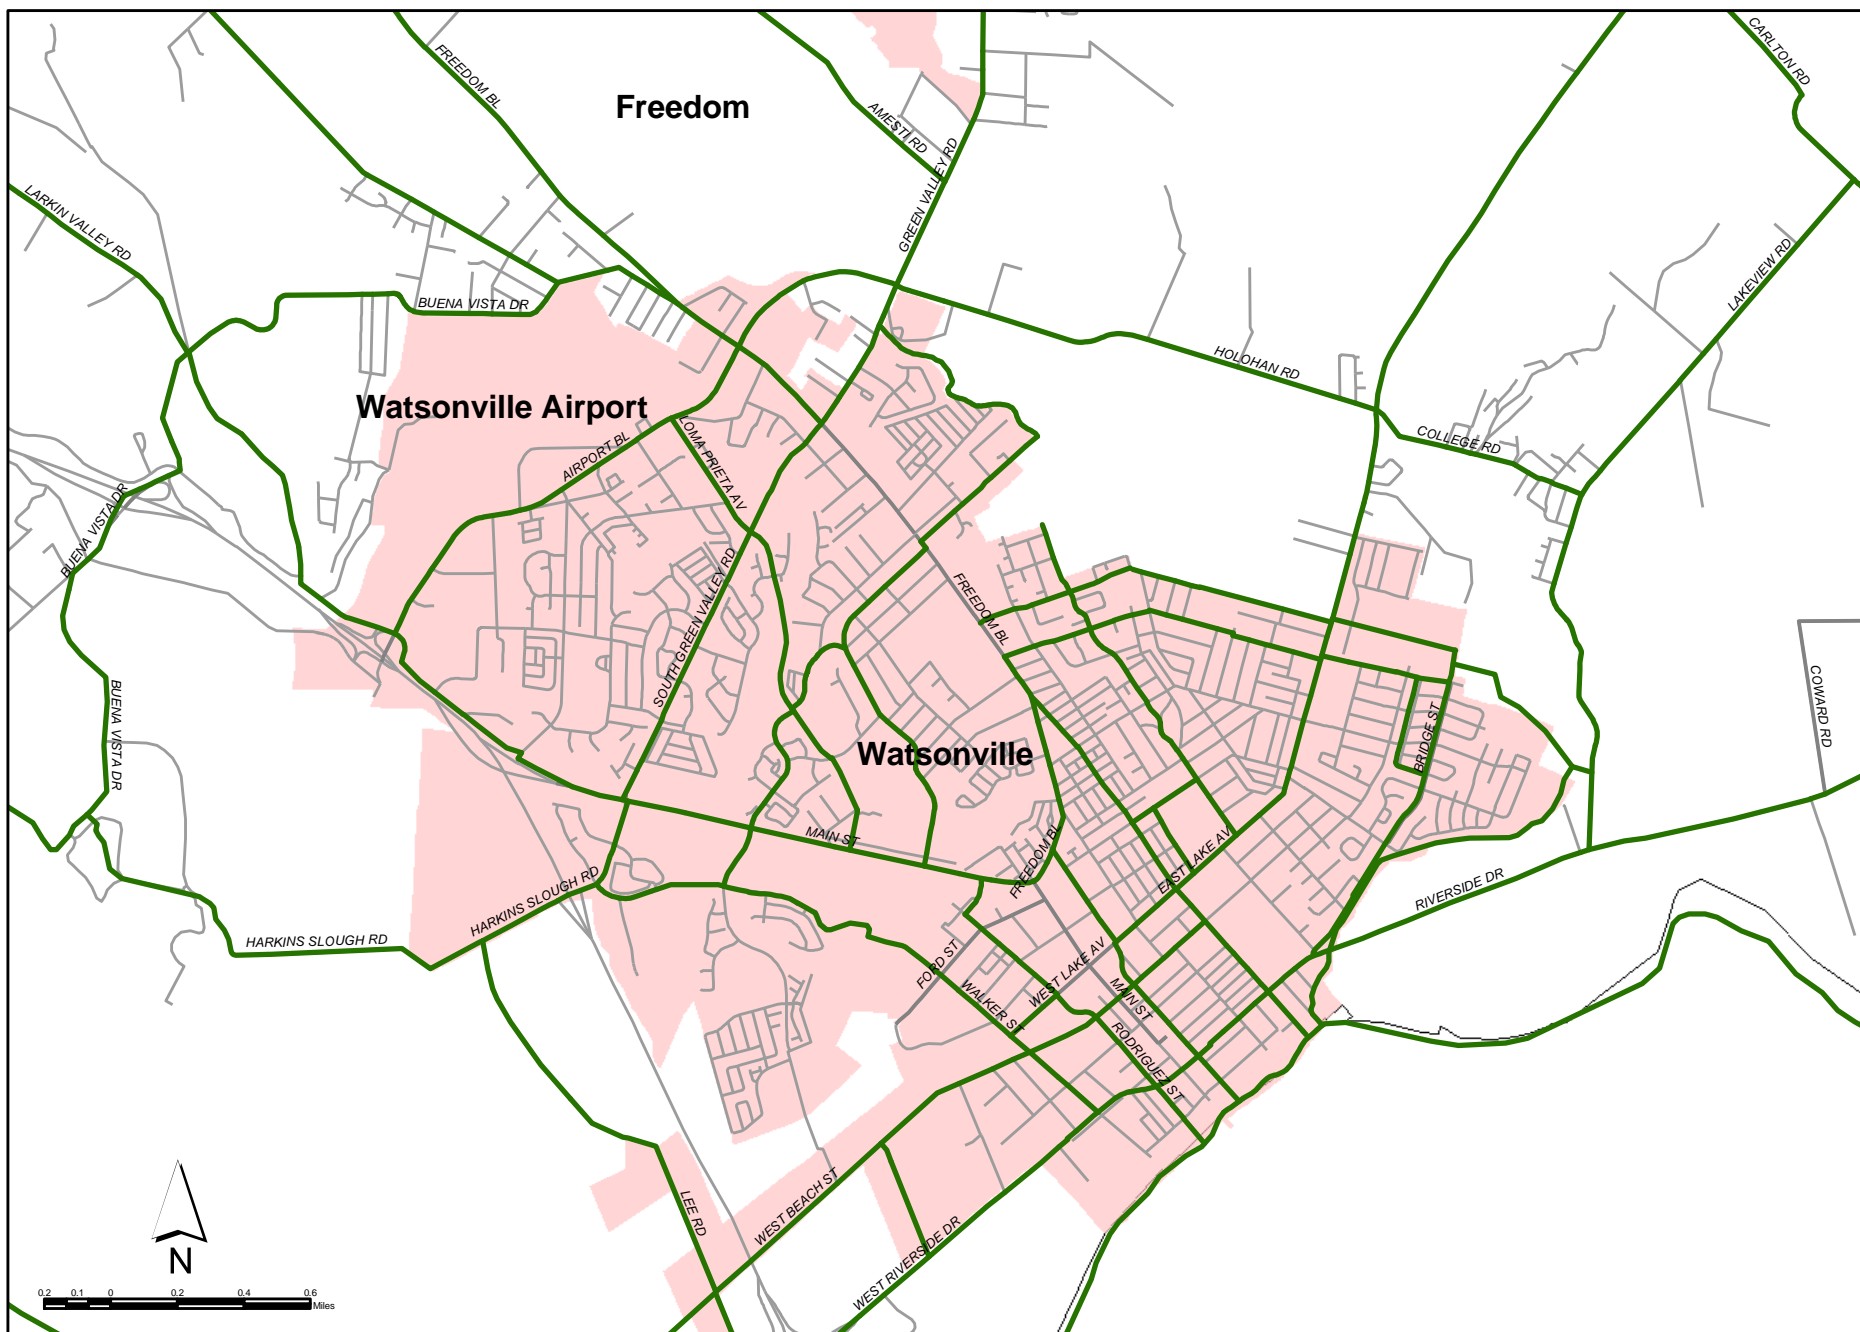 CARLTON RD
FREEDOM BL
Freedom
AMESTI RD
GREEN VALLEY RD
LARKIN VALLEY RD
LAKEVIEW RD
BUENA VISTA DR
HOLOHAN RD
Watsonville Airport
LOMA PRIETA AV
COLLEGE RD
AIRPORT BL
BUENA VISTA DR
SOUTH GREEN VALLEY RD
FREEDOM BL
BUENA VISTA DR
COWARD RD
BRIDGE ST
Watsonville
MAIN ST
FREEDOM BL
EAST LAKE AV
HARKINS SLOUGH RD
RIVERSIDE DR
HARKINS SLOUGH RD
FORD ST
WEST LAKE AV
WALKER ST
MAIN ST
RODRIGUEZ ST
LEE RD
WEST BEACH ST
WEST RIVERSIDE DR
N
0.2 0.1 0 0.2 0.4 0.6
Miles